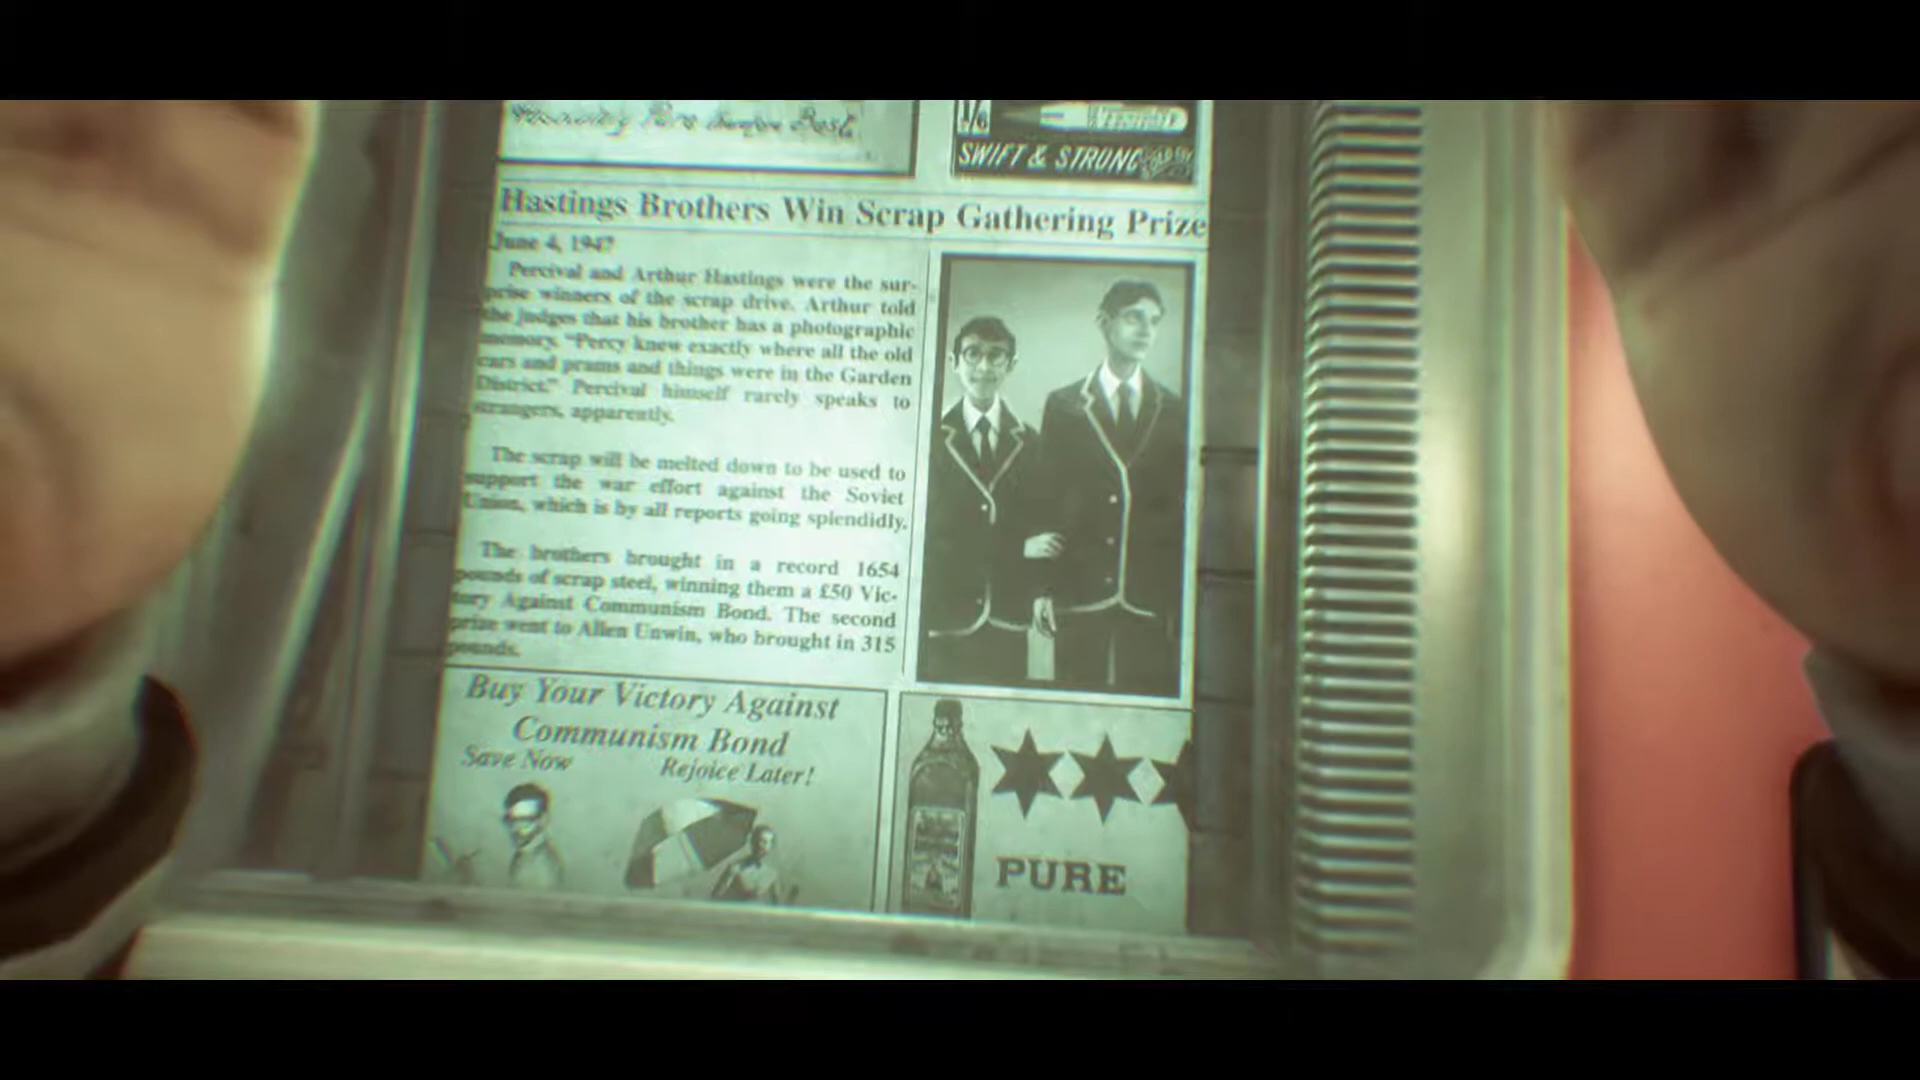 1/6
SWIFT & STRONG
Hastings Brothers Win Scrap Gathering Prize
June 4, 1947
Percival and Arthur Hastings were the sur-
prise winners of the scrap drive. Arthur told
the judges that his brother has a photographic
memory. "Percy knew exactly where all the old
cars and prams and things were in the Garden
District." Percival himself rarely speaks to
strangers, apparently.
The scrap will be melted down to be used to
support the war effort against the Soviet
Union, which is by all reports going splendidly.
The brothers brought in a record 1654
pounds of scrap steel, winning them a £50 Vic-
tory Against Communism Bond. The second
prize went to Allen Unwin, who brought in 315
pounds.
Buy Your Victory Against
Communism Bond
Save Now
Rejoice Later!
PURE